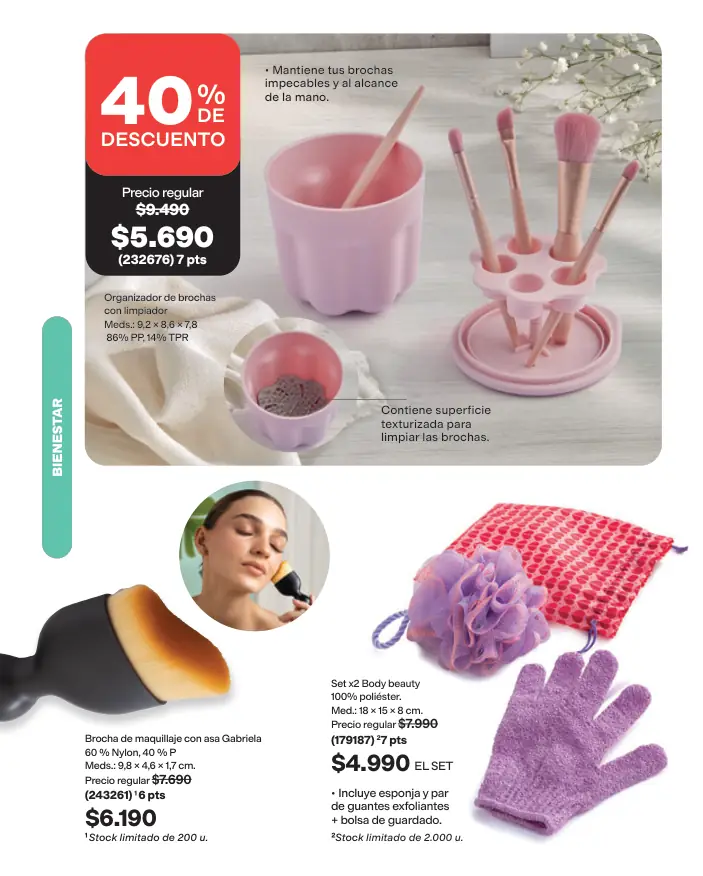 40%
DE
DESCUENTO
Precio regular
$9.490
$5.690
(232676) 7 pts
• Mantiene tus brochas
impecables y al alcance
de la mano.
Organizador de brochas
con limpiador
Meds.: 9,2 × 8,6 × 7,8
86% PP, 14% TPR
Contiene superficie
texturizada para
limpiar las brochas.
BIENESTAR
Brocha de maquillaje con asa Gabriela
60 % Nylon, 40 % P
Meds.: 9,8 × 4,6 × 1,7 cm.
Precio regular $7.690
(243261) ¹ 6 pts
$6.190
¹ Stock limitado de 200 u.
Set x2 Body beauty
100% poliéster.
Med.: 18 × 15 × 8 cm.
Precio regular $7.990
(179187) ²7 pts
$4.990 EL SET
• Incluye esponja y par
de guantes exfoliantes
+ bolsa de guardado.
²Stock limitado de 2.000 u.